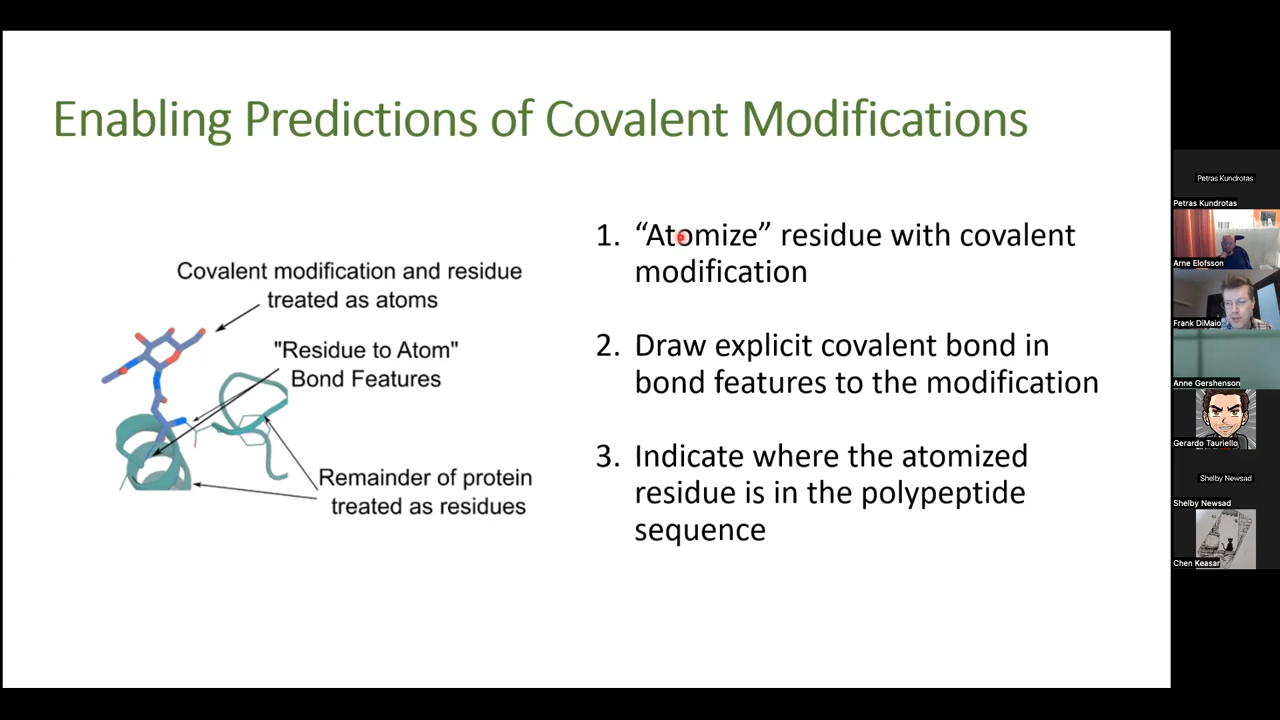 Enabling Predictions of Covalent Modifications
Covalent modification and residue
treated as atoms
"Residue to Atom"
Bond Features
Remainder of protein
treated as residues
1. “Atomize” residue with covalent
modification
2. Draw explicit covalent bond in
bond features to the modification
3. Indicate where the atomized
residue is in the polypeptide
sequence
Petras Kundrotas
Petras Kundrotas
Arne Elofsson
Frank DiMaio
Anne Gershenson
Gerardo Tauriello
Shelby Newsad
Shelby Newsad
Chen Keasar